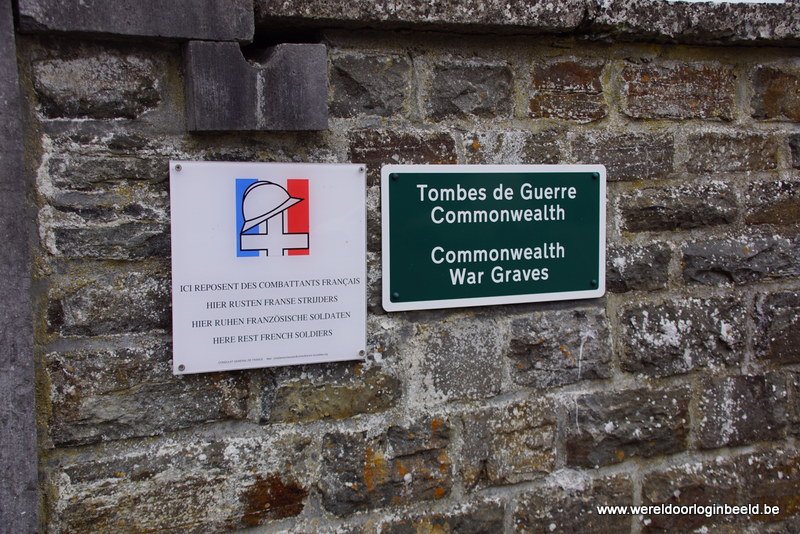 ICI REPOSENT DES COMBATTANTS FRANÇAIS
HIER RUSTEN FRANSE STRIJDERS
HIER RUHEN FRANZÖSISCHE SOLDATEN
HERE REST FRENCH SOLDIERS
Tombes de Guerre
Commonwealth
Commonwealth
War Graves
www.wereldoorloginbeeld.be